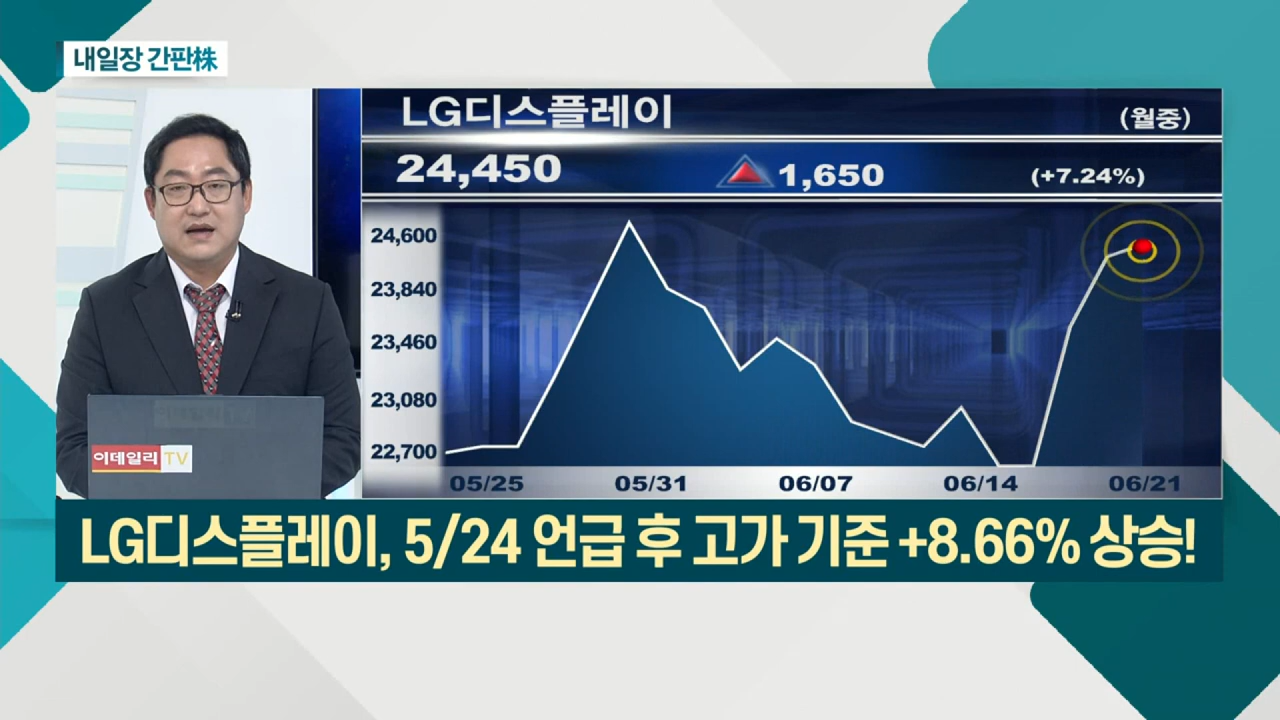 내일장 간판株
LG디스플레이
(월중)
24,450
1,650
(+7.24%)
24,600
23,840
23,460
23,080
22,700
05/25
05/31
06/07
06/14
06/21
이데일리 TV
LG디스플레이, 5/24 언급 후 고가 기준 +8.66% 상승!